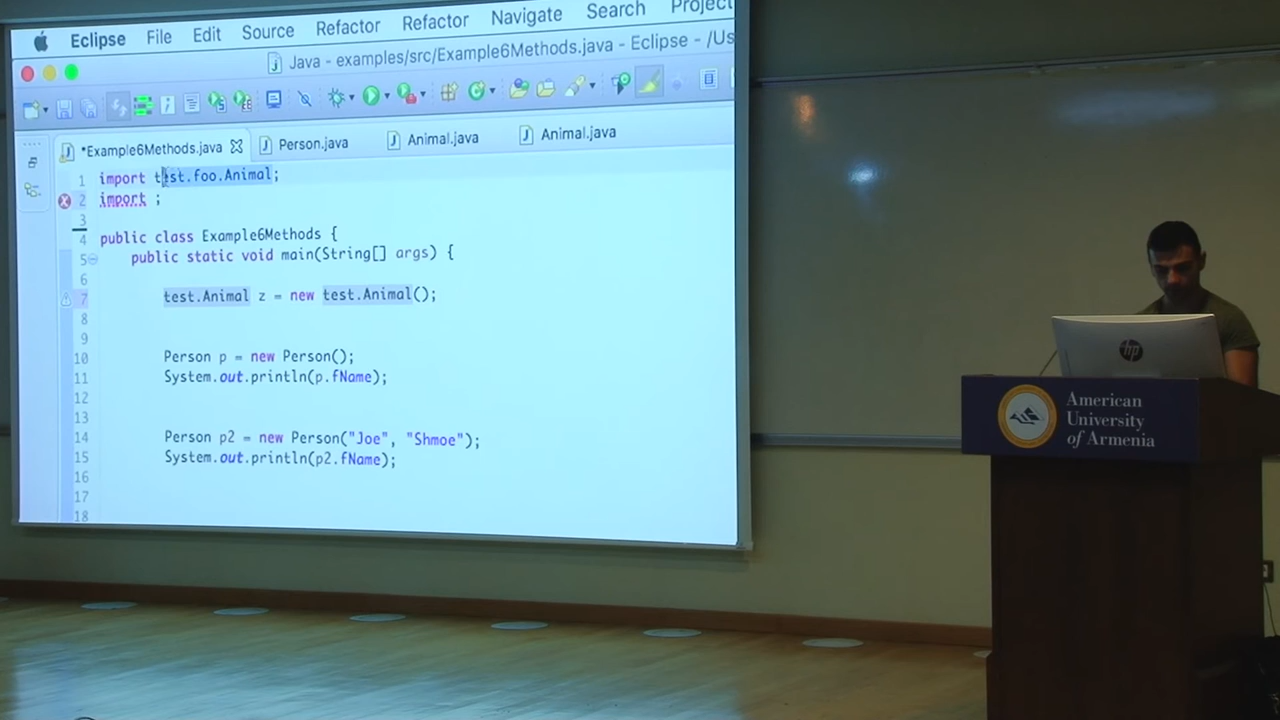 Eclipse File Edit Source Refactor Refactor Navigate Search Project
Java - examples/src/Example6Methods.java - Eclipse - /Us
*Example6Methods.java Person.java Animal.java Animal.java
1 import test.foo.Animal;
2 import ;
3
4 public class Example6Methods {
5 public static void main(String[] args) {
6
7 test.Animal z = new test.Animal();
8
9
10 Person p = new Person();
11 System.out.println(p.fName);
12
13
14 Person p2 = new Person("Joe", "Shmoe");
15 System.out.println(p2.fName);
16
17
18
hp
American
University
of Armenia